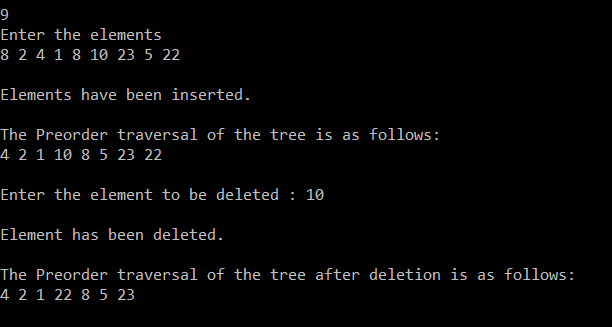 9
Enter the elements
8 2 4 1 8 10 23 5 22
Elements have been inserted.
The Preorder traversal of the tree is as follows:
4 2 1 10 8 5 23 22
Enter the element to be deleted : 10
Element has been deleted.
The Preorder traversal of the tree after deletion is as follows:
4 2 1 22 8 5 23